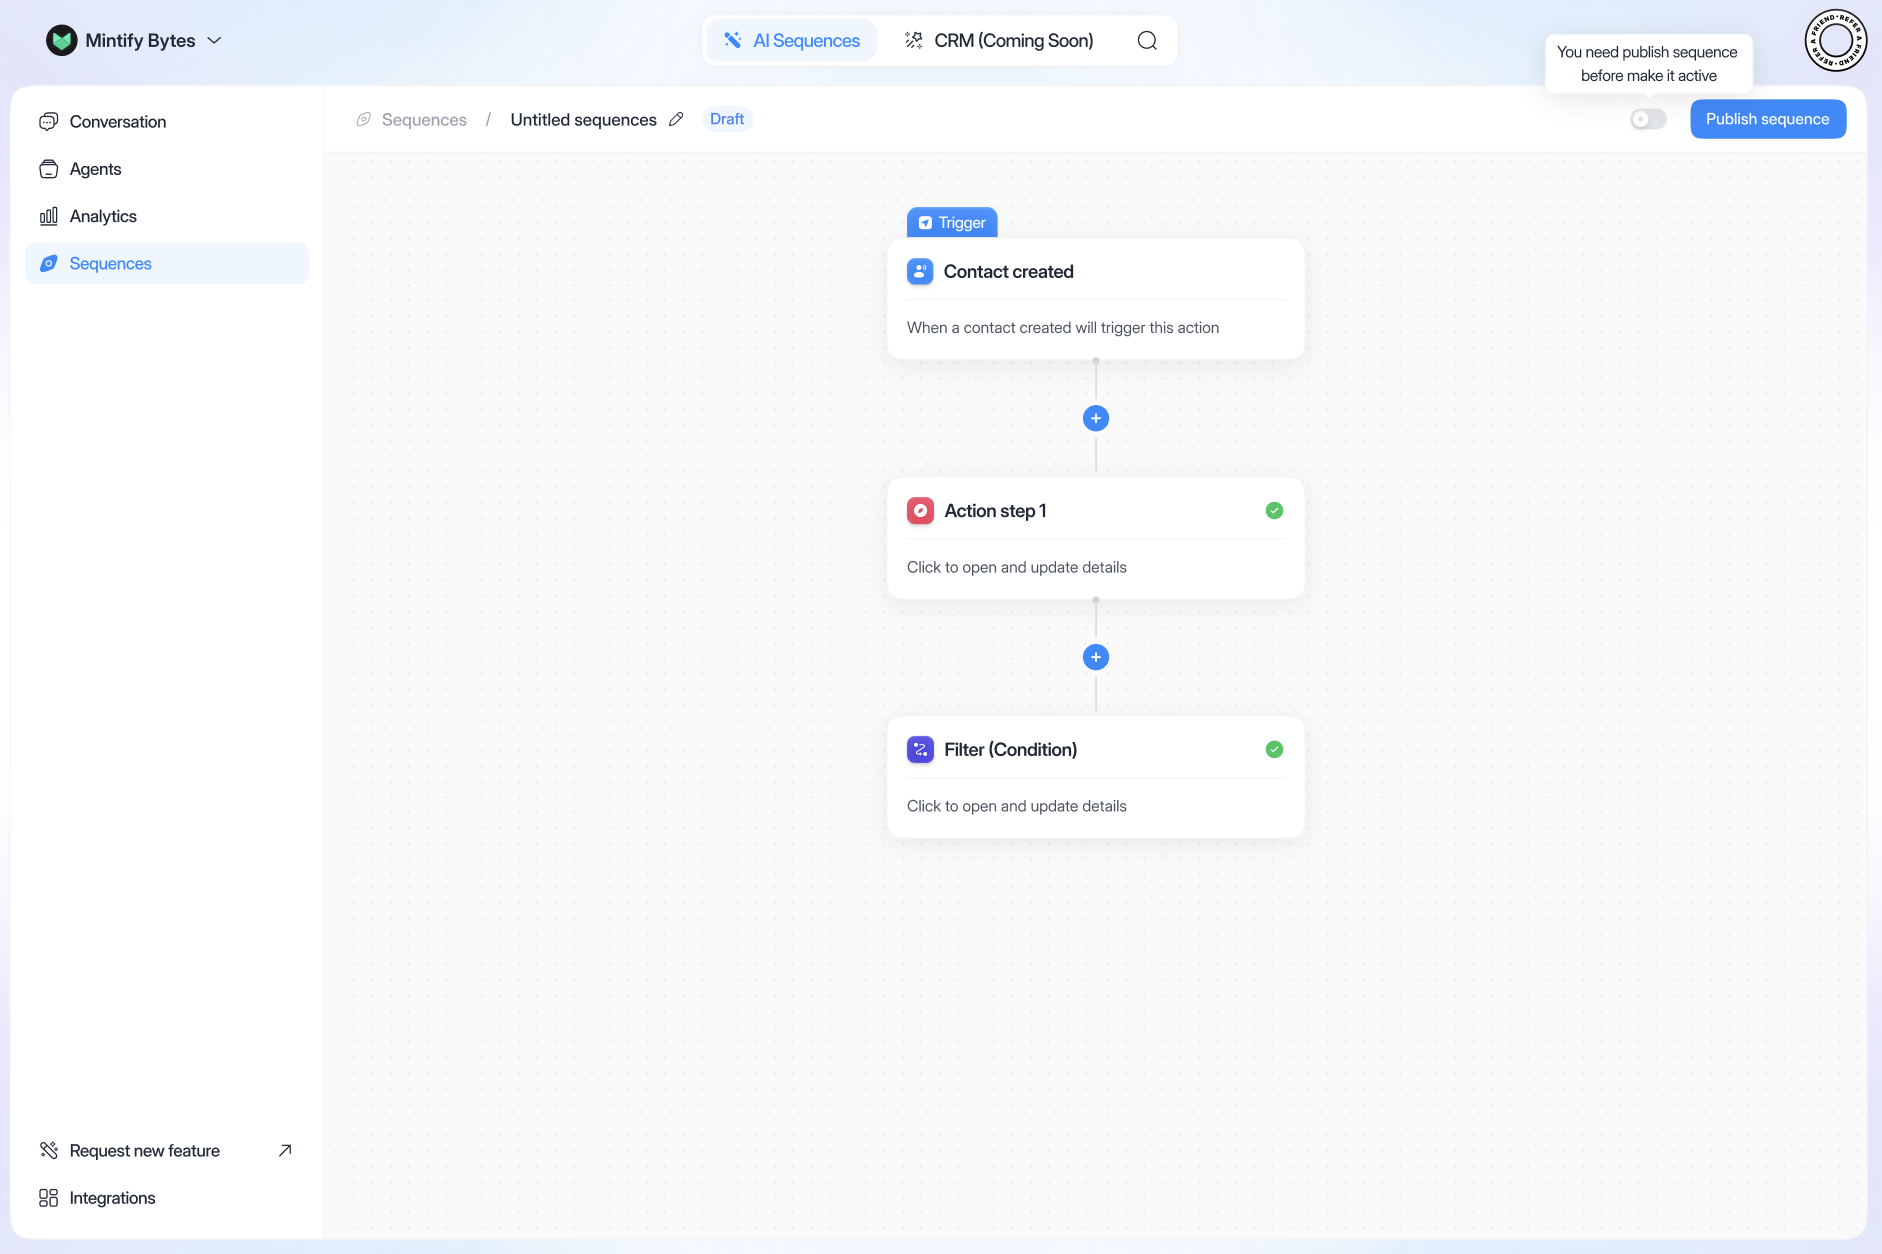 Mintify Bytes
AI Sequences
CRM (Coming Soon)
You need publish sequence
before make it active
REFER A FRIEND • REFER A FRIEND •
Conversation
Agents
Analytics
Sequences
Sequences / Untitled sequences
Draft
Publish sequence
Trigger
Contact created
When a contact created will trigger this action
Action step 1
Click to open and update details
Filter (Condition)
Click to open and update details
Request new feature
Integrations